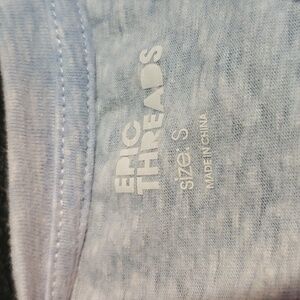 EPIC
THREADS
size: S
MADE IN CHINA